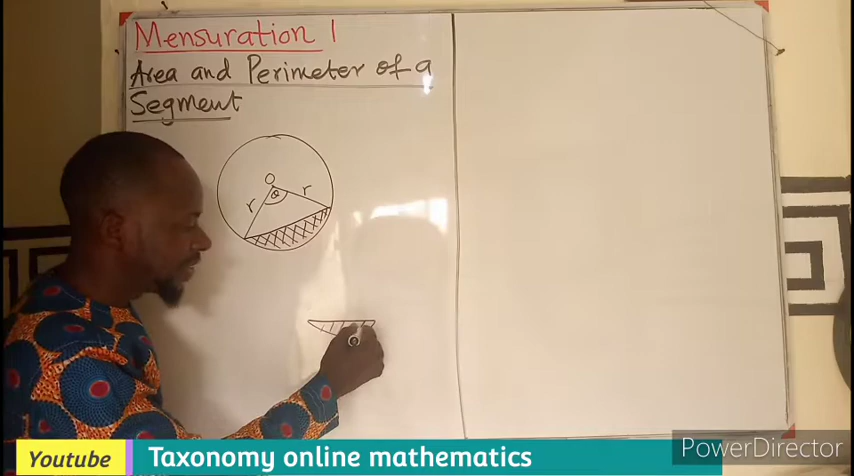 Mensuration 1
Area and Perimeter of a
Segment
O
r θ r
Youtube Taxonomy online mathematics
PowerDirector